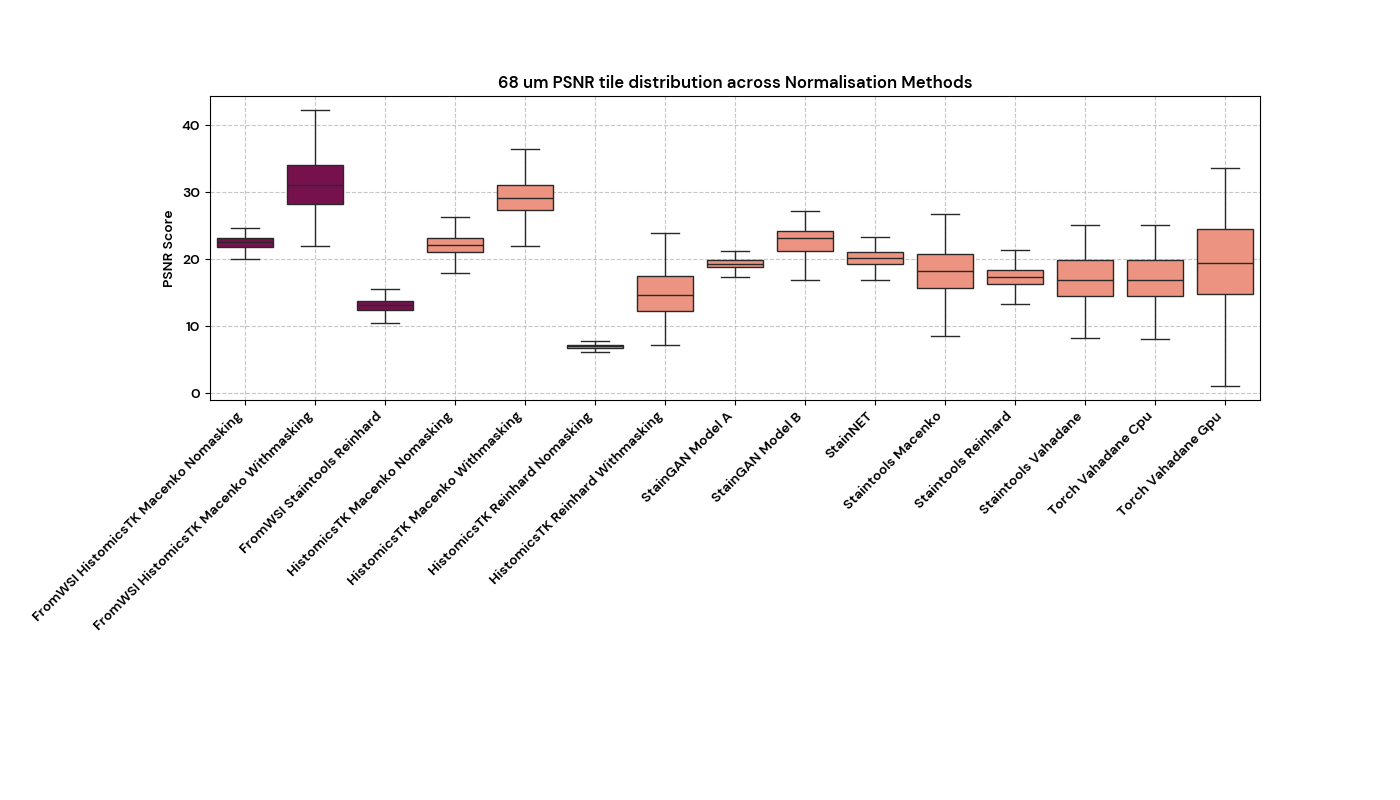 68 um PSNR tile distribution across Normalisation Methods
PSNR Score
40
30
20
10
0
FromWSI HistomicsTK Macenko Nomasking
FromWSI HistomicsTK Macenko Withmasking
FromWSI Staintools Reinhard
HistomicsTK Macenko Nomasking
HistomicsTK Macenko Withmasking
HistomicsTK Reinhard Nomasking
HistomicsTK Reinhard Withmasking
StainGAN Model A
StainGAN Model B
StainNET
Staintools Macenko
Staintools Reinhard
Staintools Vahadane
Torch Vahadane Cpu
Torch Vahadane Gpu